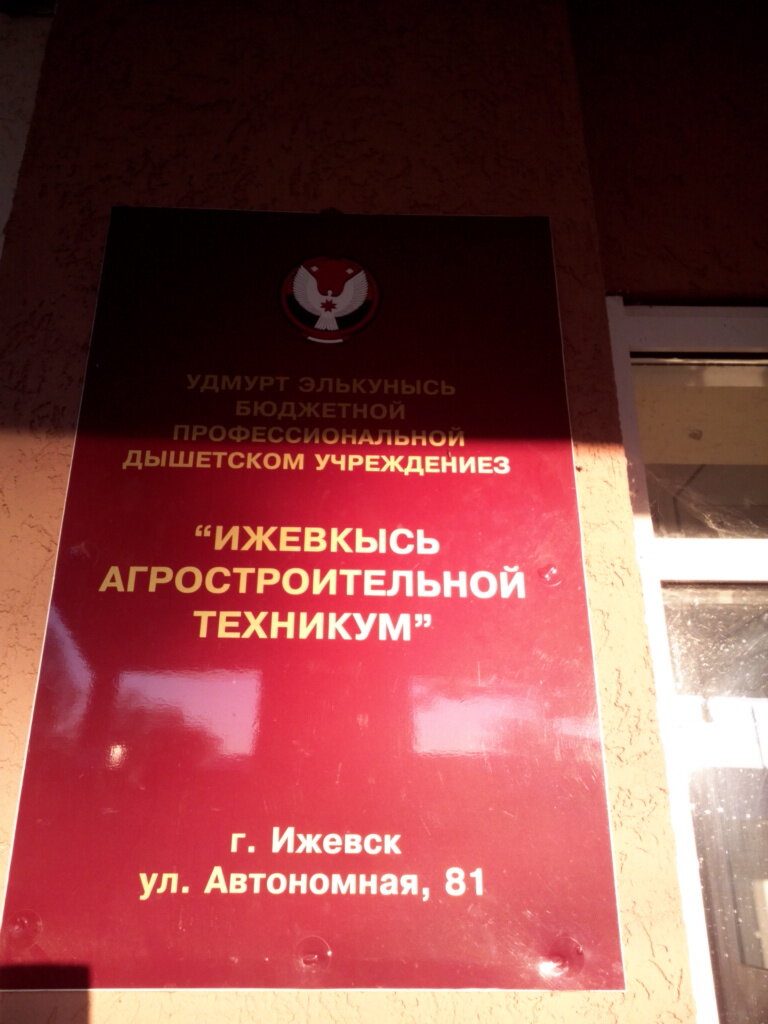 УДМУРТ ЭЛЬКУНЫСЬ
БЮДЖЕТНОЙ
ПРОФЕССИОНАЛЬНОЙ
ДЫШЕТСКОМ УЧРЕЖДЕНИЕЗ
“ИЖЕВКЫСЬ
АГРОСТРОИТЕЛЬНОЙ
ТЕХНИКУМ”
г. Ижевск
ул. Автономная, 81